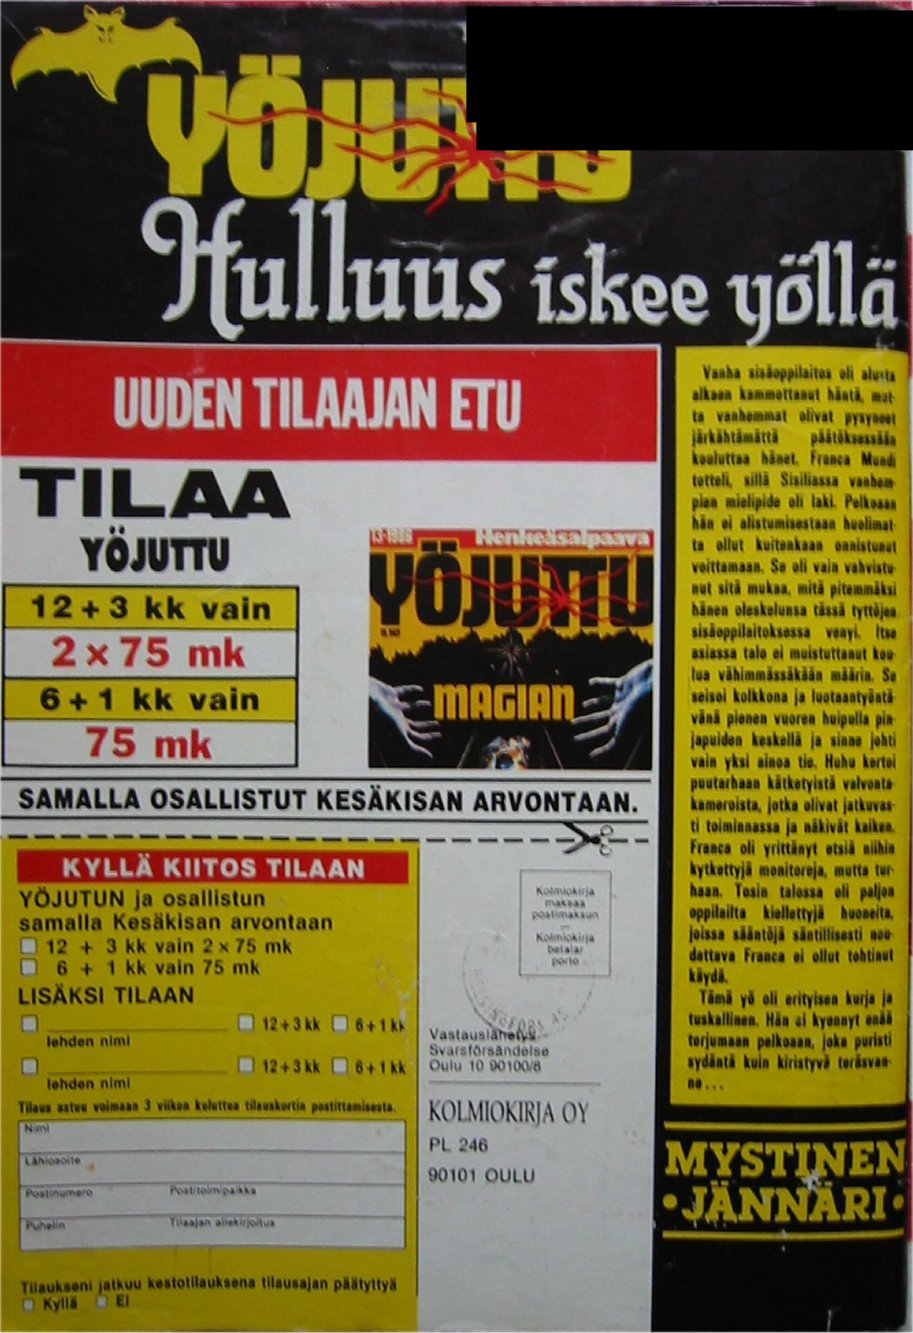 YÖJUTTU
Hulluus iskee yöllä
UUDEN TILAAJAN ETU
TILAA
YÖJUTTU
12 + 3 kk vain
2 x 75 mk
6 + 1 kk vain
75 mk
13-1986 Henkeäsalpaava
YÖJUTTU
MAGIAN
SAMALLA OSALLISTUT KESÄKISAN ARVONTAAN.
KYLLÄ KIITOS TILAAN
YÖJUTUN ja osallistun
samalla Kesäkisan arvontaan
12 + 3 kk vain 2 x 75 mk
6 + 1 kk vain 75 mk
LISÄKSI TILAAN
12+3 kk 6+1 kk
lehden nimi
12+3 kk 6+1 kk
lehden nimi
Tilaus astuu voimaan 3 viikon kuluttua tilauskortin postittamisesta.
Nimi
Lähiosoite
Postinumero Postitoimipaikka
Puhelin Tilaajan allekirjoitus
Tilaukseni jatkuu kestotilauksena tilausajan päätyttyä
Kyllä Ei
Kolmiokirja
maksaa
postimaksun
Kolmiokirja
betalar
porto
HELSINGFORS
Vastauslähetys
Svarsförsändelse
Oulu 10 90100/8
KOLMIOKIRJA OY
PL 246
90101 OULU
Vanha sisäoppilaitos oli alusta
alkaen kammottanut häntä, mut-
ta vanhemmat olivat pysyneet
järkähtämättä päätöksessään
kouluttaa hänet. Franca Mundi
totteli, sillä Sisiliassa vanhem-
pien mielipide oli laki. Pelkoaan
hän ei alistumisestaan huolimat-
ta ollut kuitenkaan onnistunut
voittamaan. Se oli vain vahvistu-
nut sitä mukaa, mitä pitemmäksi
hänen oleskelunsa tässä tyttöjen
sisäoppilaitoksessa venyi. Itse
asiassa talo ei muistuttanut kou-
lua vähimmässäkään määrin. Se
seisoi kolkkona ja luotaantyöntä-
vänä pienen vuoren huipulla pin-
japuiden keskellä ja sinne johti
vain yksi ainoa tie. Huhu kertoi
puutarhaan kätketyistä valvonta-
kameroista, jotka olivat jatkuvas-
ti toiminnassa ja näkivät kaiken.
Franca oli yrittänyt etsiä niihin
kytkettyjä monitoreja, mutta tur-
haan. Tosin talossa oli paljon
oppilailta kiellettyjä huoneita,
joissa sääntöjä säntillisesti nou-
dattava Franca ei ollut tohtinut
käydä.
Tämä yö oli erityisen kurja ja
tuskallinen. Hän ei kyennyt enää
torjumaan pelkoaan, joka puristi
sydäntä kuin kiristyvä teräsvan-
ne...
MYSTINEN
• JÄNNÄRI •